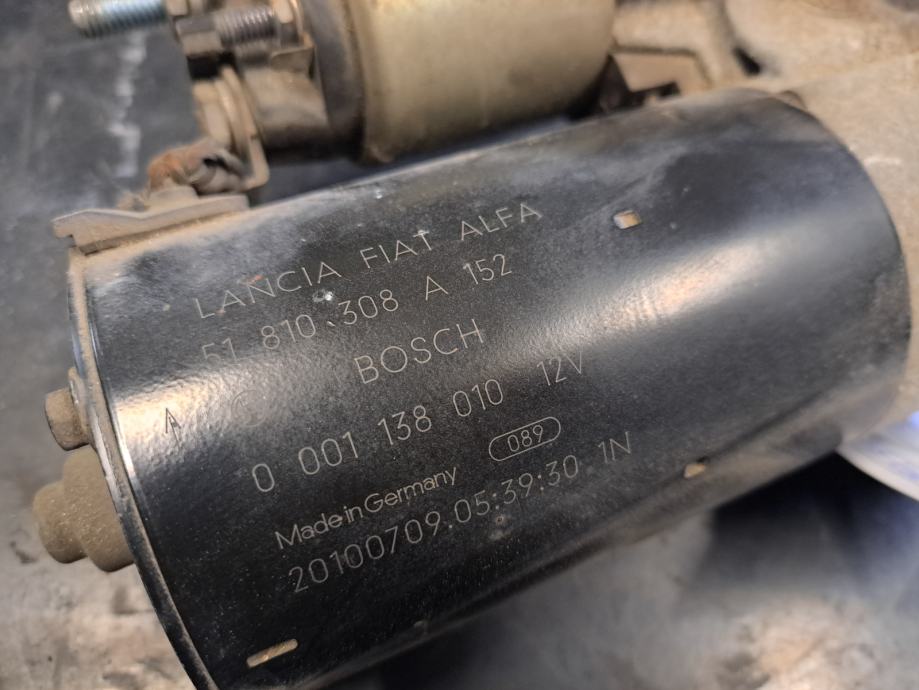 LANCIA FIAT ALFA
51 810 308 A 152
BOSCH
0 001 138 010 12V
Made in Germany 089
20100709.05:39:30 1N